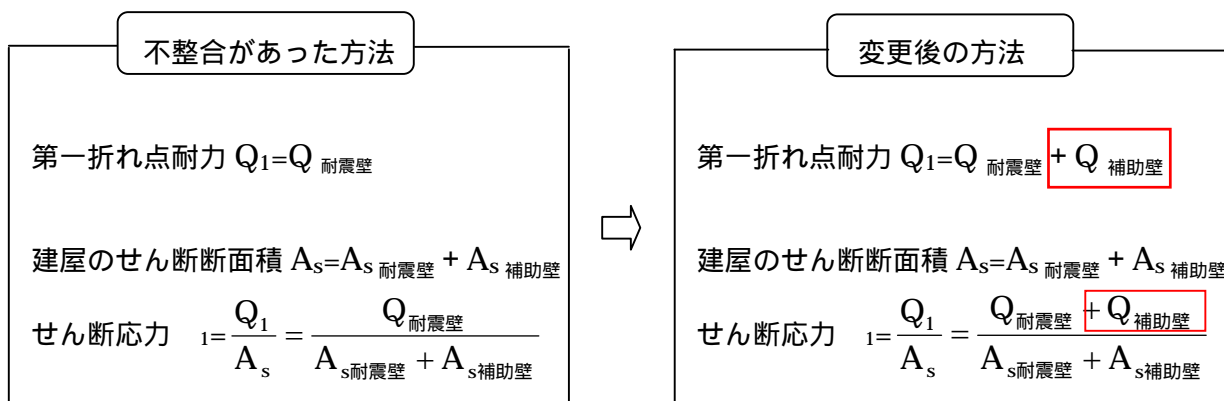 不整合があった方法
第一折れ点耐力 Q1=Q 耐震壁
建屋のせん断断面積 As=As 耐震壁 + As 補助壁
せん断応力 1= Q1 / As = Q耐震壁 / As耐震壁 + As補助壁
⇨
変更後の方法
第一折れ点耐力 Q1=Q 耐震壁 + Q 補助壁
建屋のせん断断面積 As=As 耐震壁 + As 補助壁
せん断応力 1= Q1 / As = Q耐震壁 + Q補助壁 / As耐震壁 + As補助壁